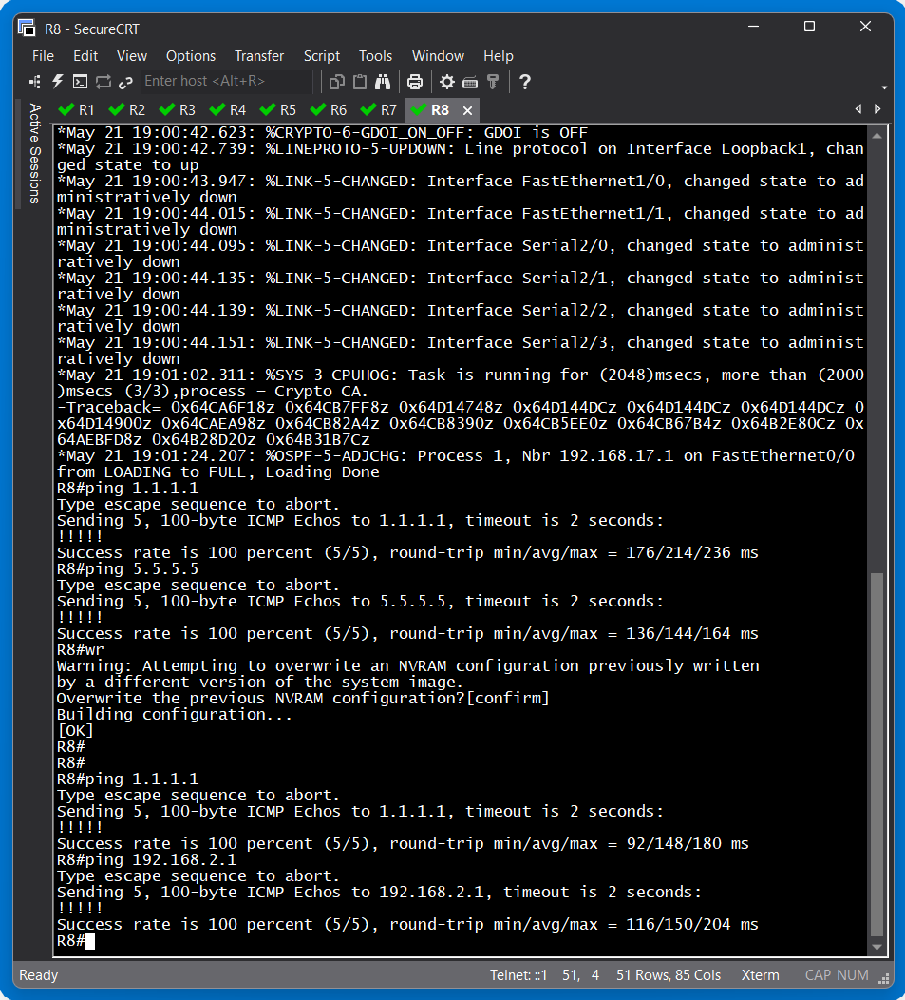 R8 - SecureCRT
File Edit View Options Transfer Script Tools Window Help
Enter host <Alt+R>
Active Sessions
R1 R2 R3 R4 R5 R6 R7 R8
*May 21 19:00:42.623: %CRYPTO-6-GDOI_ON_OFF: GDOI is OFF
*May 21 19:00:42.739: %LINEPROTO-5-UPDOWN: Line protocol on Interface Loopback1, chan
ged state to up
*May 21 19:00:43.947: %LINK-5-CHANGED: Interface FastEthernet1/0, changed state to ad
ministratively down
*May 21 19:00:44.015: %LINK-5-CHANGED: Interface FastEthernet1/1, changed state to ad
ministratively down
*May 21 19:00:44.095: %LINK-5-CHANGED: Interface Serial2/0, changed state to administ
ratively down
*May 21 19:00:44.135: %LINK-5-CHANGED: Interface Serial2/1, changed state to administ
ratively down
*May 21 19:00:44.139: %LINK-5-CHANGED: Interface Serial2/2, changed state to administ
ratively down
*May 21 19:00:44.151: %LINK-5-CHANGED: Interface Serial2/3, changed state to administ
ratively down
*May 21 19:01:02.311: %SYS-3-CPUHOG: Task is running for (2048)msecs, more than (2000
)msecs (3/3),process = Crypto CA.
-Traceback= 0x64CA6F18z 0x64CB7FF8z 0x64D14748z 0x64D144DCz 0x64D144DCz 0x64D144DCz 0
x64D14900z 0x64CAEA98z 0x64CB82A4z 0x64CB8390z 0x64CB5EE0z 0x64CB67B4z 0x64B2E80Cz 0x
64AEBFD8z 0x64B28D20z 0x64B31B7Cz
*May 21 19:01:24.207: %OSPF-5-ADJCHG: Process 1, Nbr 192.168.17.1 on FastEthernet0/0
from LOADING to FULL, Loading Done
R8#ping 1.1.1.1
Type escape sequence to abort.
Sending 5, 100-byte ICMP Echos to 1.1.1.1, timeout is 2 seconds:
!!!!!
Success rate is 100 percent (5/5), round-trip min/avg/max = 176/214/236 ms
R8#ping 5.5.5.5
Type escape sequence to abort.
Sending 5, 100-byte ICMP Echos to 5.5.5.5, timeout is 2 seconds:
!!!!!
Success rate is 100 percent (5/5), round-trip min/avg/max = 136/144/164 ms
R8#wr
Warning: Attempting to overwrite an NVRAM configuration previously written
by a different version of the system image.
Overwrite the previous NVRAM configuration?[confirm]
Building configuration...
[OK]
R8#
R8#
R8#ping 1.1.1.1
Type escape sequence to abort.
Sending 5, 100-byte ICMP Echos to 1.1.1.1, timeout is 2 seconds:
!!!!!
Success rate is 100 percent (5/5), round-trip min/avg/max = 92/148/180 ms
R8#ping 192.168.2.1
Type escape sequence to abort.
Sending 5, 100-byte ICMP Echos to 192.168.2.1, timeout is 2 seconds:
!!!!!
Success rate is 100 percent (5/5), round-trip min/avg/max = 116/150/204 ms
R8#
Ready Telnet: ::1 51, 4 51 Rows, 85 Cols Xterm CAP NUM